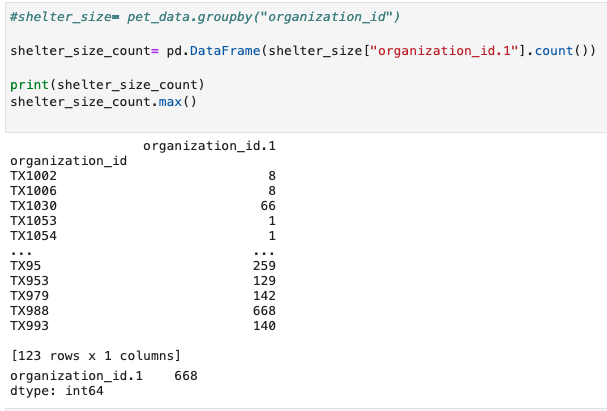 #shelter_size= pet_data.groupby("organization_id")
shelter_size_count= pd.DataFrame(shelter_size["organization_id.1"].count())
print(shelter_size_count)
shelter_size_count.max()
organization_id.1
organization_id
TX1002 8
TX1006 8
TX1030 66
TX1053 1
TX1054 1
... ...
TX95 259
TX953 129
TX979 142
TX988 668
TX993 140
[123 rows x 1 columns]
organization_id.1 668
dtype: int64